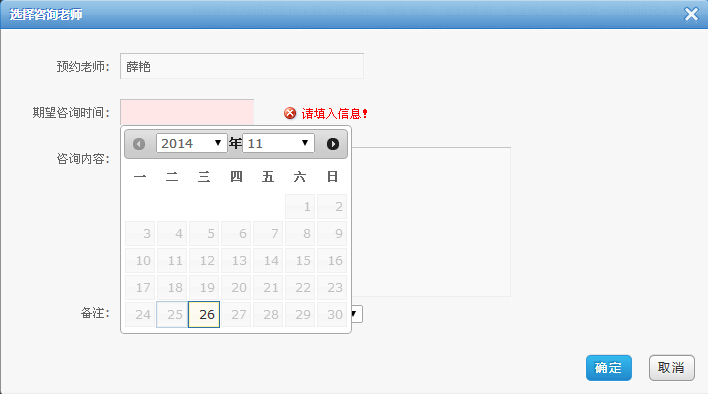 选择咨询老师
预约老师：
薛艳
期望咨询时间：
请填入信息！
2014 年 11
咨询内容：
一 二 三 四 五 六 日
1 2
3 4 5 6 7 8 9
10 11 12 13 14 15 16
17 18 19 20 21 22 23
24 25 26 27 28 29 30
备注：
确定 取消